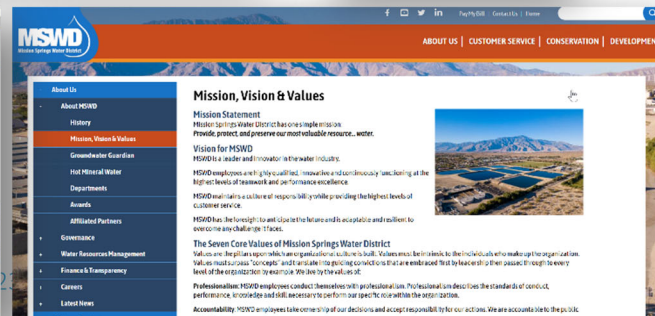 Pay My Bill | Contact Us | Home
MSWD
Mission Springs Water District
ABOUT US | CUSTOMER SERVICE | CONSERVATION | DEVELOPMEN
About Us
- About MSWD
History
Mission, Vision & Values
Groundwater Guardian
Hot Mineral Water
Departments
Awards
Affiliated Partners
+ Governance
+ Water Resources Management
+ Finance & Transparency
+ Careers
+ Latest News
Mission, Vision & Values
Mission Statement
Mission Springs Water District has one simple mission
Provide, protect, and preserve our most valuable resource... water.
Vision for MSWD
MSWD is a Leader and Innovator in the water industry.
MSWD employees are highly qualified, innovative and continuously functioning at the
highest levels of teamwork and performance excellence.
MSWD maintains a culture of responsibility while providing the highest levels of
customer service.
MSWD has the foresight to anticipate the future and is adaptable and resilient to
overcome any challenge it faces.
The Seven Core Values of Mission Springs Water District
Values are the pillars upon which an organizational culture is built. Values must be intrinsic to the individuals who make up the organization.
Values must surpass "concepts" and translate into guiding convictions that are embraced first by leadership then passed through to every
level of the organization by example. We live by the values of:
Professionalism: MSWD employees conduct themselves with professionalism. Professionalism describes the standards of conduct,
performance, knowledge and skill necessary to perform our specific role within the organization.
Accountability: MSWD employees take ownership of our decisions and accept responsibility for our actions. We are accountable to the public